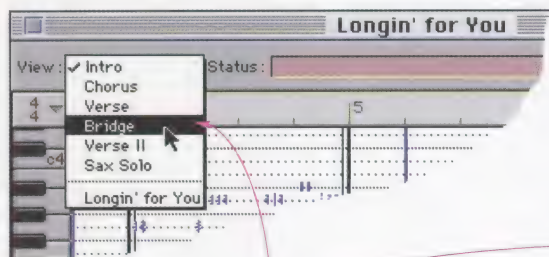 Longin' for You
View: ✓ Intro Status:
Chorus
4
4
Verse
5
Bridge
c4
Verse II
Sax Solo
Longin' for You